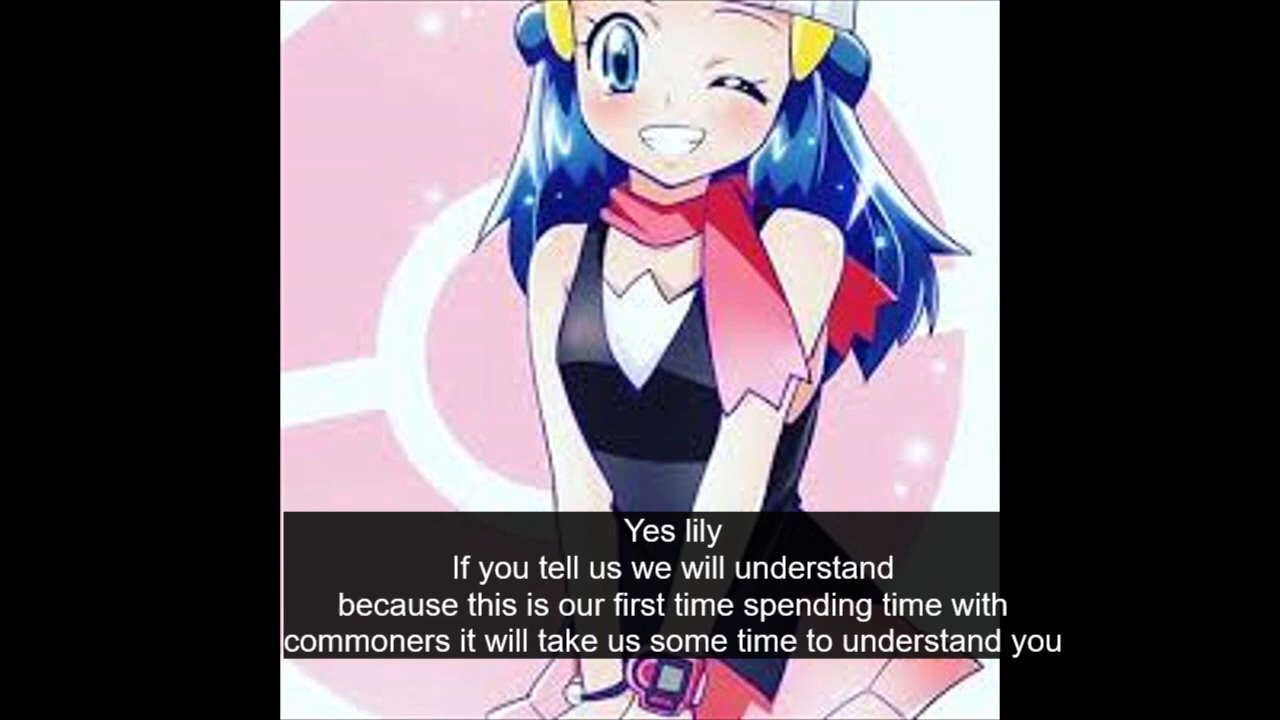 Yes lily
If you tell us we will understand
because this is our first time spending time with
commoners it will take us some time to understand you